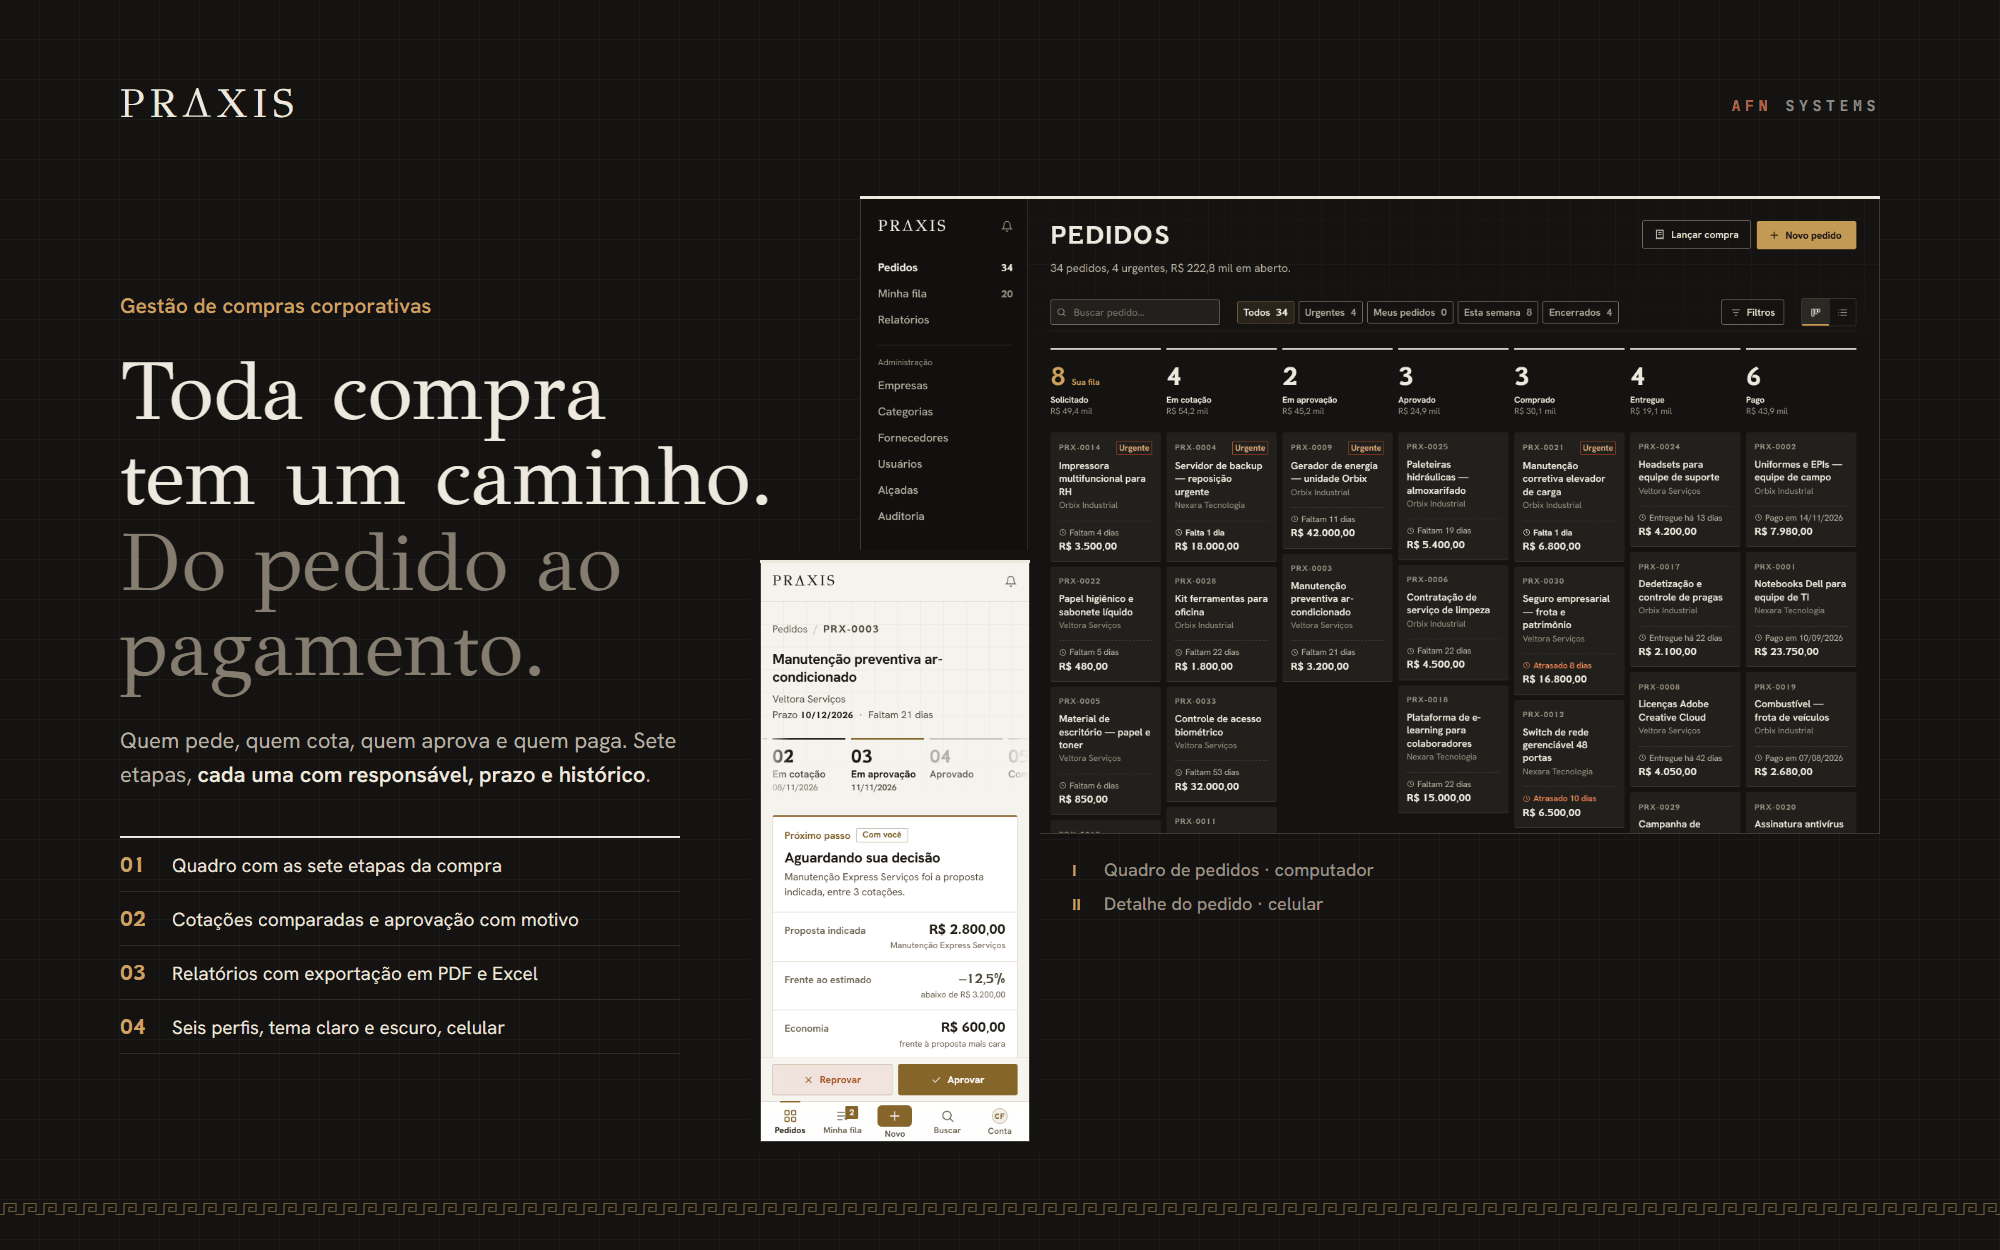 PRΛXIS
AFN SYSTEMS
Gestão de compras corporativas
Toda compra
tem um caminho.
Do pedido ao
pagamento.
Quem pede, quem cota, quem aprova e quem paga. Sete
etapas, cada uma com responsável, prazo e histórico.
01 Quadro com as sete etapas da compra
02 Cotações comparadas e aprovação com motivo
03 Relatórios com exportação em PDF e Excel
04 Seis perfis, tema claro e escuro, celular
PRΛXIS
Pedidos 34
Minha fila 20
Relatórios
Administração
Empresas
Categorias
Fornecedores
Usuários
Alçadas
Auditoria
PEDIDOS
Lançar compra
+ Novo pedido
34 pedidos, 4 urgentes, R$ 222,8 mil em aberto.
Buscar pedido...
Todos 34
Urgentes 4
Meus pedidos 0
Esta semana 8
Encerrados 4
Filtros
8 Sua fila
Solicitado
R$ 49,4 mil
PRX-0014 Urgente
Impressora
multifuncional para
RH
Orbix Industrial
Faltam 4 dias
R$ 3.500,00
PRX-0022
Papel higiênico e
sabonete líquido
Veltora Serviços
Faltam 5 dias
R$ 480,00
PRX-0005
Material de
escritório — papel e
toner
Veltora Serviços
Faltam 6 dias
R$ 850,00
4
Em cotação
R$ 54,2 mil
PRX-0004 Urgente
Servidor de backup
— reposição
urgente
Nexara Tecnologia
Falta 1 dia
R$ 18.000,00
PRX-0028
Kit ferramentas para
oficina
Orbix Industrial
Faltam 22 dias
R$ 1.800,00
PRX-0033
Controle de acesso
biométrico
Veltora Serviços
Faltam 53 dias
R$ 32.000,00
PRX-0011
2
Em aprovação
R$ 45,2 mil
PRX-0009 Urgente
Gerador de energia
— unidade Orbix
Orbix Industrial
Faltam 11 dias
R$ 42.000,00
PRX-0003
Manutenção
preventiva ar-
condicionado
Veltora Serviços
Faltam 21 dias
R$ 3.200,00
3
Aprovado
R$ 24,9 mil
PRX-0025
Paleteiras
hidráulicas —
almoxarifado
Orbix Industrial
Faltam 19 dias
R$ 5.400,00
PRX-0006
Contratação de
serviço de limpeza
Orbix Industrial
Faltam 22 dias
R$ 4.500,00
PRX-0018
Plataforma de e-
learning para
colaboradores
Nexara Tecnologia
Faltam 22 dias
R$ 15.000,00
3
Comprado
R$ 30,1 mil
PRX-0021 Urgente
Manutenção
corretiva elevador
de carga
Orbix Industrial
Falta 1 dia
R$ 6.800,00
PRX-0030
Seguro empresarial
— frota e
patrimônio
Veltora Serviços
Atrasado 8 dias
R$ 16.800,00
PRX-0012
Switch de rede
gerenciável 48
portas
Nexara Tecnologia
Atrasado 10 dias
R$ 6.500,00
4
Entregue
R$ 19,1 mil
PRX-0024
Headsets para
equipe de suporte
Veltora Serviços
Entregue há 13 dias
R$ 4.200,00
PRX-0017
Dedetização e
controle de pragas
Orbix Industrial
Entregue há 22 dias
R$ 2.100,00
PRX-0008
Licenças Adobe
Creative Cloud
Veltora Serviços
Entregue há 42 dias
R$ 4.050,00
PRX-0029
Campanha de
6
Pago
R$ 43,9 mil
PRX-0002
Uniformes e EPIs —
equipe de campo
Orbix Industrial
Pago em 14/11/2026
R$ 7.980,00
PRX-0001
Notebooks Dell para
equipe de TI
Nexara Tecnologia
Pago em 10/09/2026
R$ 23.750,00
PRX-0019
Combustível —
frota de veículos
Orbix Industrial
Pago em 07/08/2026
R$ 2.680,00
PRX-0020
Assinatura antivírus
PRΛXIS
Pedidos / PRX-0003
Manutenção preventiva ar-
condicionado
Veltora Serviços
Prazo 10/12/2026 · Faltam 21 dias
02
Em cotação
08/11/2026
03
Em aprovação
11/11/2026
04
Aprovado
05
Próximo passo Com você
Aguardando sua decisão
Manutenção Express Serviços foi a proposta
indicada, entre 3 cotações.
Proposta indicada R$ 2.800,00
Manutenção Express Serviços
Frente ao estimado −12,5%
abaixo de R$ 3.200,00
Economia R$ 600,00
frente à proposta mais cara
Reprovar
Aprovar
Pedidos
2
Minha fila
Novo
Buscar
CF
Conta
I Quadro de pedidos · computador
II Detalhe do pedido · celular